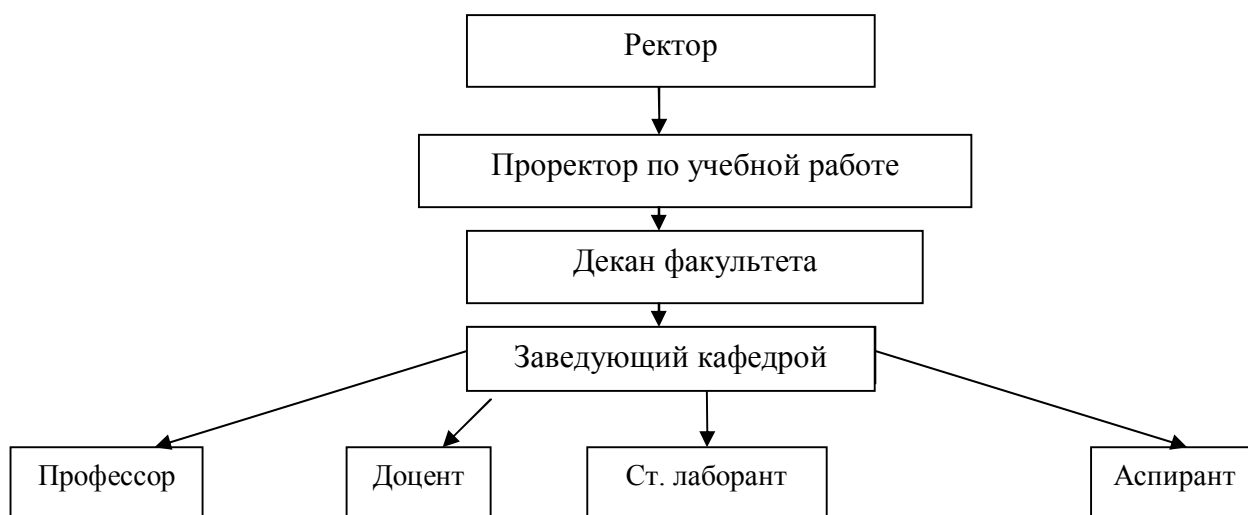 Ректор
Проректор по учебной работе
Декан факультета
Заведующий кафедрой
Профессор
Доцент
Ст. лаборант
Аспирант